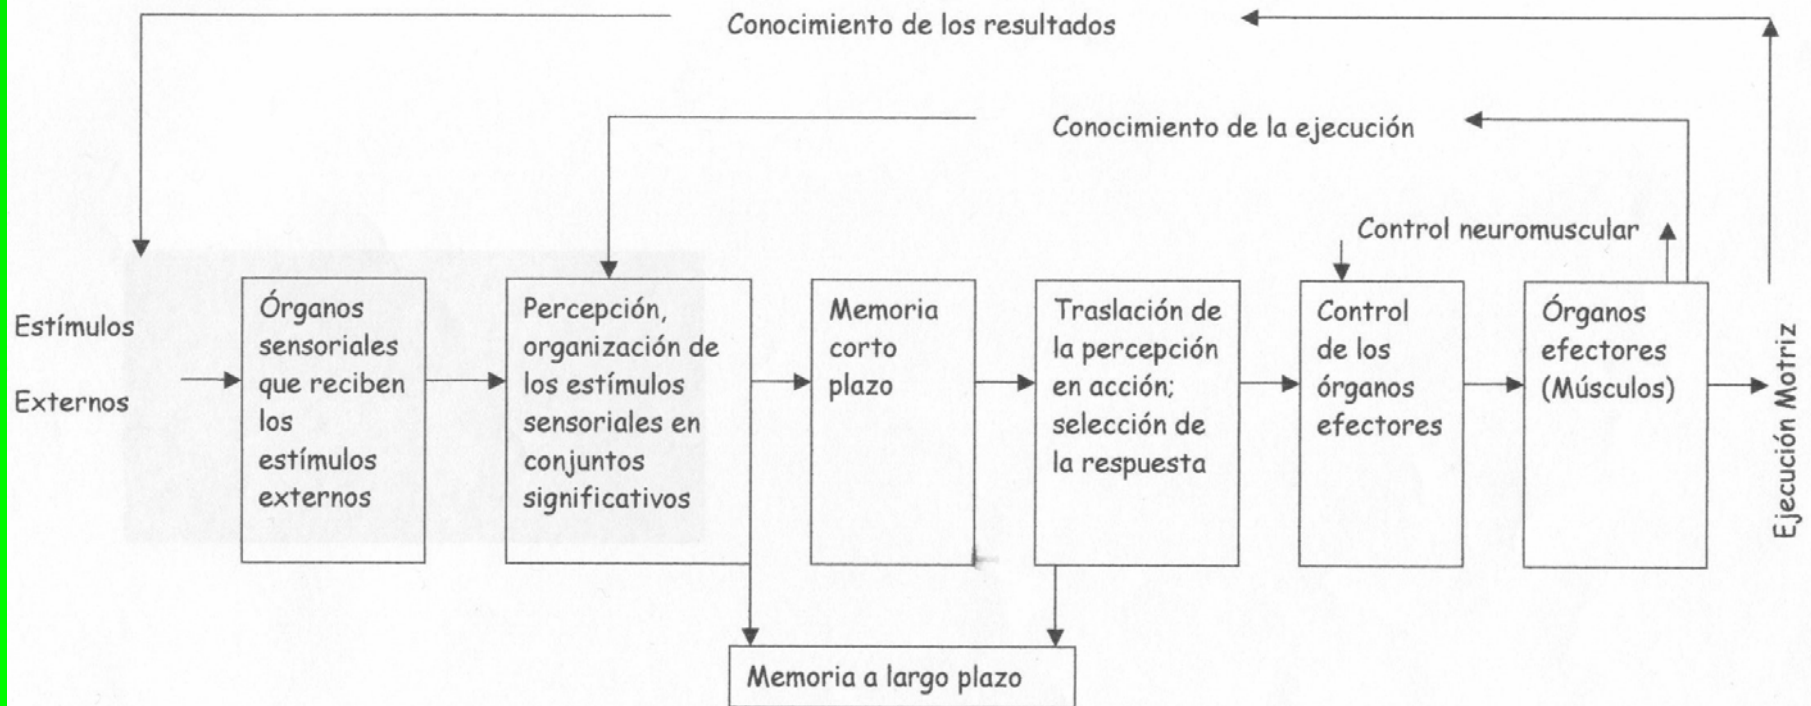 Conocimiento de los resultados
Conocimiento de la ejecución
Control neuromuscular
Estímulos
Externos
Órganos
sensoriales
que reciben
los
estímulos
externos
Percepción,
organización de
los estímulos
sensoriales en
conjuntos
significativos
Memoria
corto
plazo
Traslación de
la percepción
en acción;
selección de
la respuesta
Control
de los
órganos
efectores
Órganos
efectores
(Músculos)
Ejecución Motriz
Memoria a largo plazo